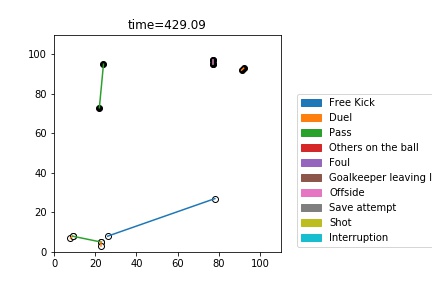 time=429.09
100
80
60
40
20
0
0 20 40 60 80 100
Free Kick
Duel
Pass
Others on the ball
Foul
Goalkeeper leaving l
Offside
Save attempt
Shot
Interruption